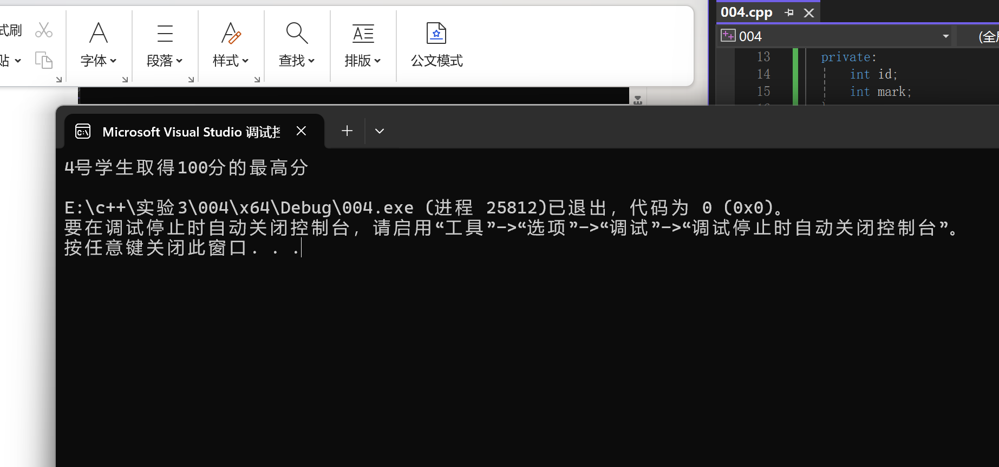 式刷
贴
字体
段落
样式
查找
排版
公文模式
004.cpp
004
(全局
13 private:
14 int id;
15 int mark;
Microsoft Visual Studio 调试控
4号学生取得100分的最高分
E:\c++\实验3\004\x64\Debug\004.exe (进程 25812)已退出，代码为 0 (0x0)。
要在调试停止时自动关闭控制台，请启用“工具”->“选项”->“调试”->“调试停止时自动关闭控制台”。
按任意键关闭此窗口. . .